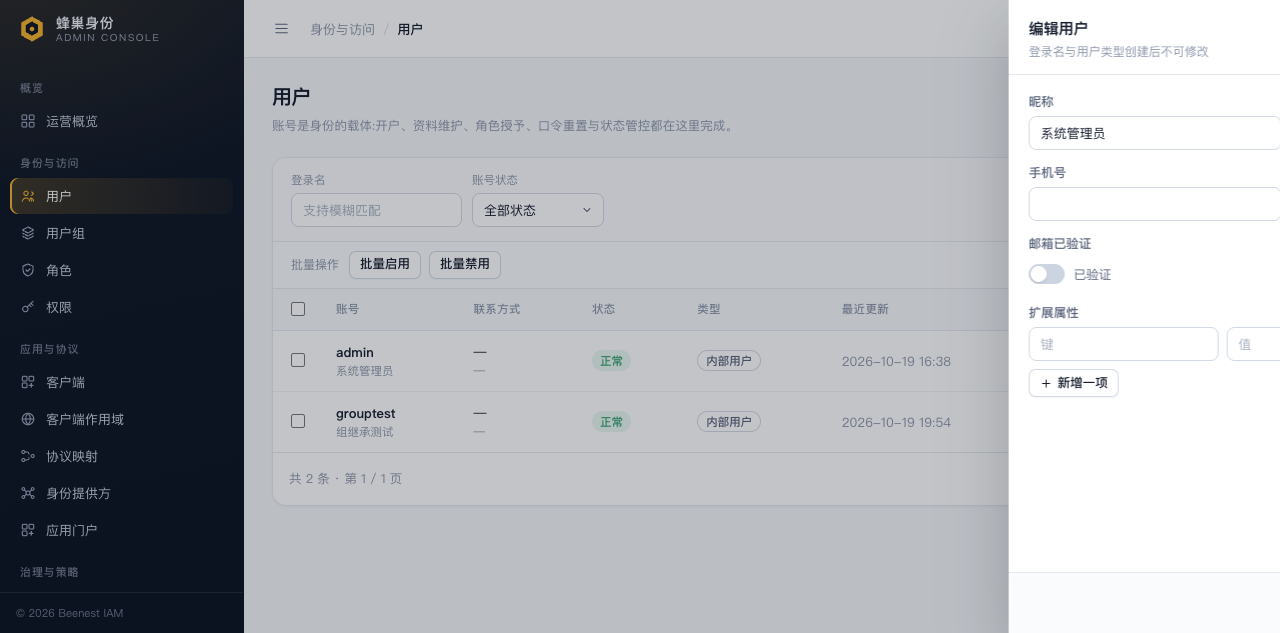 蜂巢身份
ADMIN CONSOLE
概览
运营概览
身份与访问
用户
用户组
角色
权限
应用与协议
客户端
客户端作用域
协议映射
身份提供方
应用门户
治理与策略
© 2026 Beenest IAM
身份与访问 / 用户
用户
账号是身份的载体:开户、资料维护、角色授予、口令重置与状态管控都在这里完成。
登录名 账号状态
支持模糊匹配 全部状态
批量操作 批量启用 批量禁用
账号 联系方式 状态 类型 最近更新
admin — 正常 内部用户 2026–10–19 16:38
系统管理员 —
grouptest — 正常 内部用户 2026–10–19 19:54
组继承测试 —
共 2 条 · 第 1 / 1 页
编辑用户
登录名与用户类型创建后不可修改
昵称
系统管理员
手机号
邮箱已验证
已验证
扩展属性
键 值
+ 新增一项